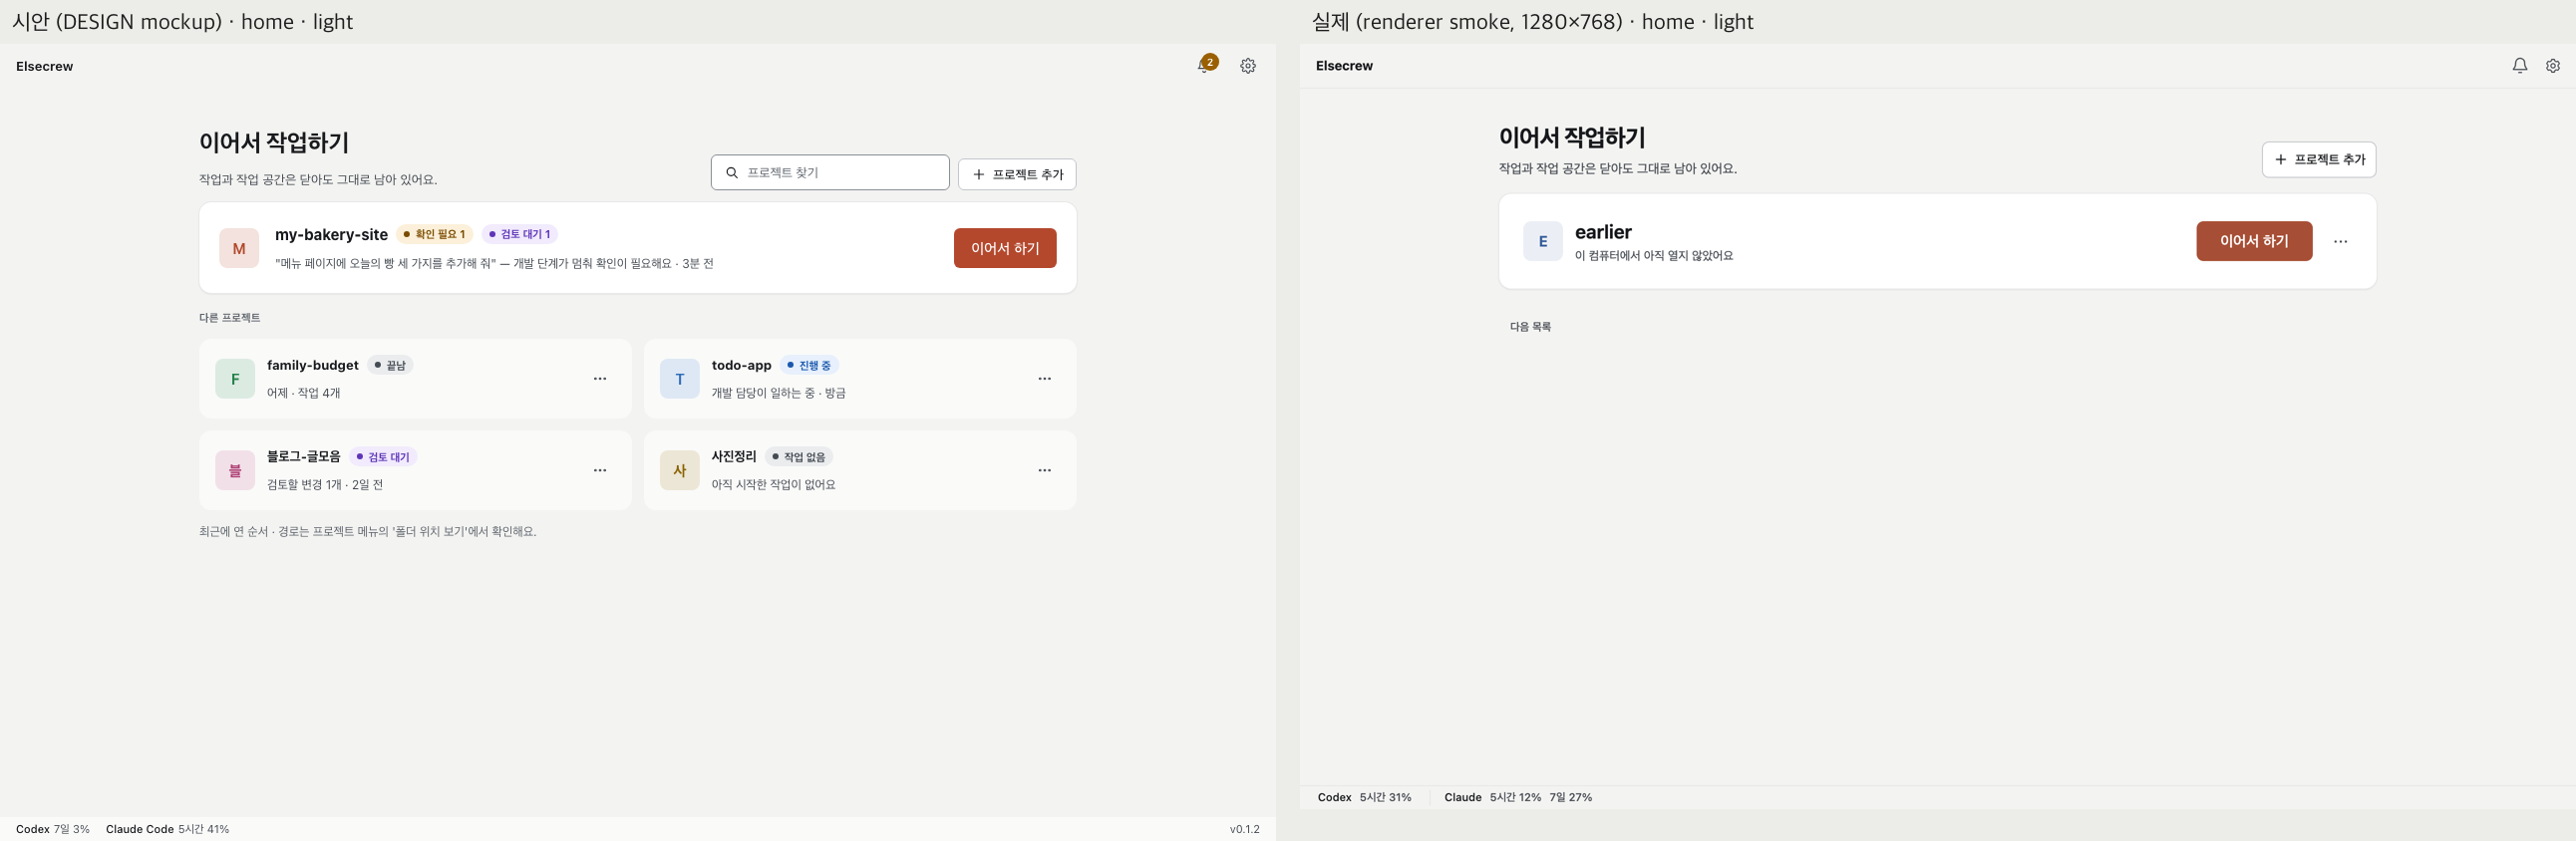 시안 (DESIGN mockup) · home · light
Elsecrew
2
이어서 작업하기
작업과 작업 공간은 닫아도 그대로 남아 있어요.
프로젝트 찾기
프로젝트 추가
M
my-bakery-site 확인 필요 1 검토 대기 1
"메뉴 페이지에 오늘의 빵 세 가지를 추가해 줘" — 개발 단계가 멈춰 확인이 필요해요 · 3분 전
이어서 하기
다른 프로젝트
F
family-budget 끝남
어제 · 작업 4개
T
todo-app 진행 중
개발 담당이 일하는 중 · 방금
블
블로그-글모음 검토 대기
검토할 변경 1개 · 2일 전
사
사진정리 작업 없음
아직 시작한 작업이 없어요
최근에 연 순서 · 경로는 프로젝트 메뉴의 '폴더 위치 보기'에서 확인해요.
Codex 7일 3% Claude Code 5시간 41%
v0.1.2
실제 (renderer smoke, 1280×768) · home · light
Elsecrew
이어서 작업하기
작업과 작업 공간은 닫아도 그대로 남아 있어요.
프로젝트 추가
E
earlier
이 컴퓨터에서 아직 열지 않았어요
이어서 하기
다음 목록
Codex 5시간 31% Claude 5시간 12% 7일 27%